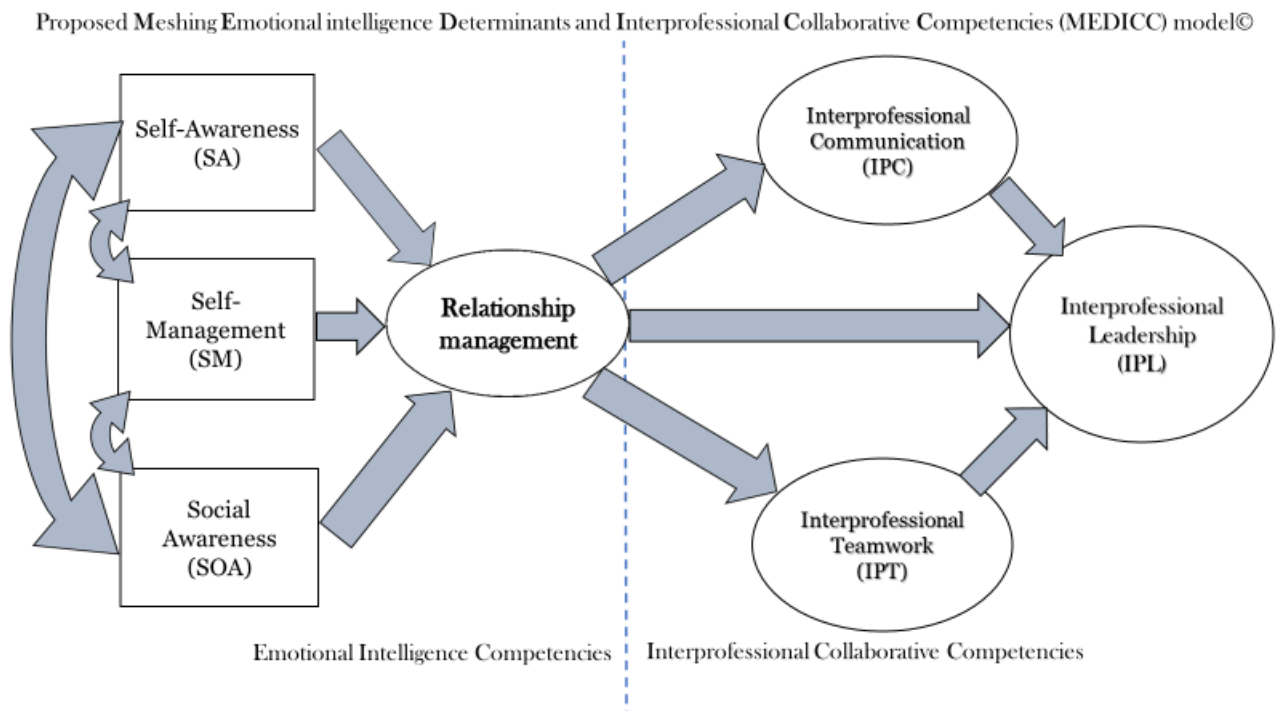 Proposed Meshing Emotional intelligence Determinants and Interprofessional Collaborative Competencies (MEDICC) model©
Self-Awareness
(SA)
Self-
Management
(SM)
Social
Awareness
(SOA)
Relationship
management
Interprofessional
Communication
(IPC)
Interprofessional
Leadership
(IPL)
Interprofessional
Teamwork
(IPT)
Emotional Intelligence Competencies
Interprofessional Collaborative Competencies